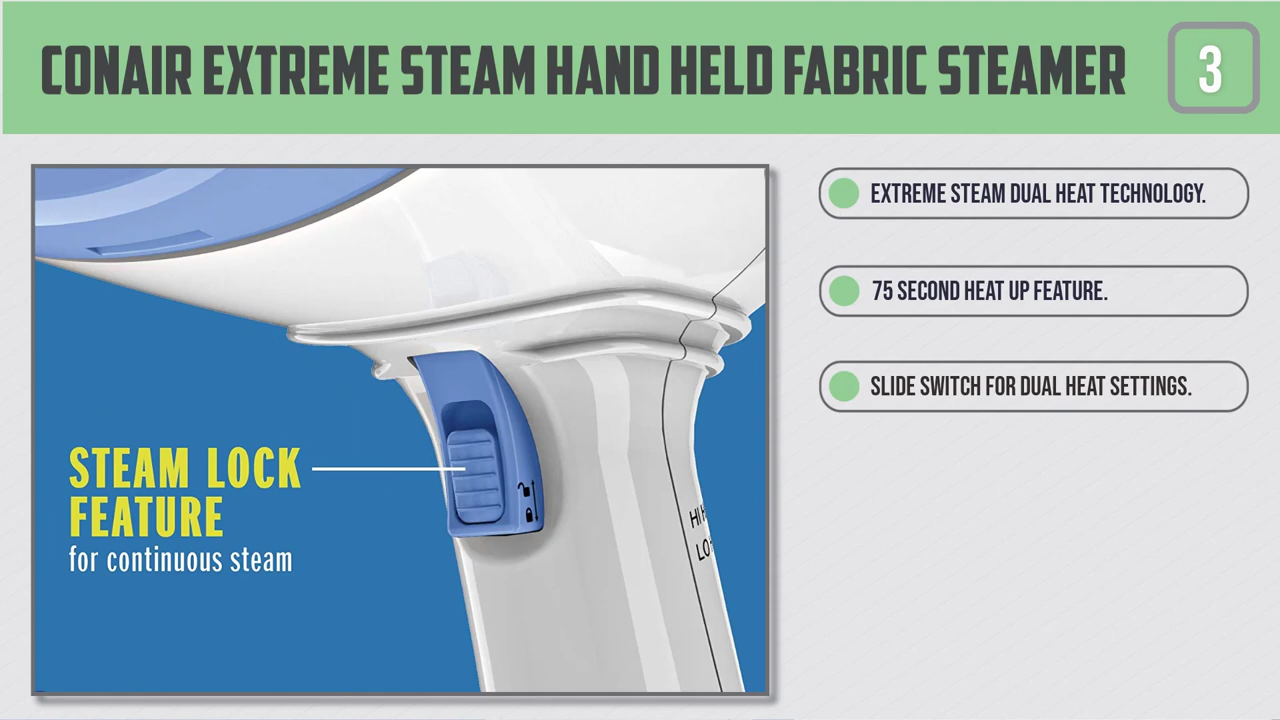 CONAIR EXTREME STEAM HAND HELD FABRIC STEAMER
3
EXTREME STEAM DUAL HEAT TECHNOLOGY.
75 SECOND HEAT UP FEATURE.
SLIDE SWITCH FOR DUAL HEAT SETTINGS.
STEAM LOCK
FEATURE
for continuous steam
HI
LO